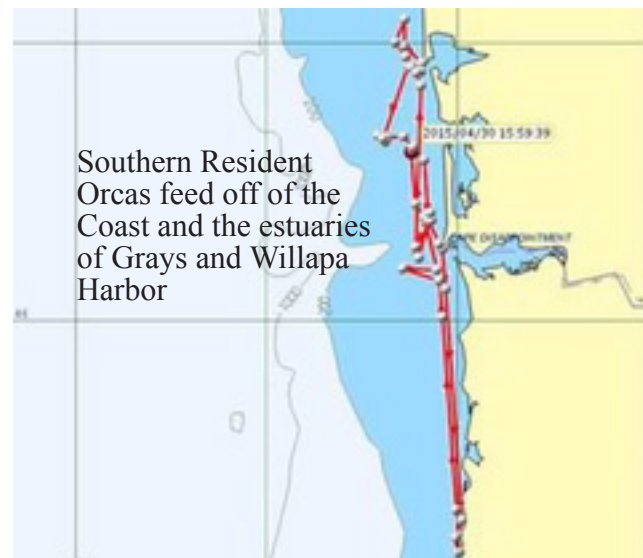 2015/04/30 15:59:39
Southern Resident
Orcas feed off of the
Coast and the estuaries
of Grays and Willapa
Harbor
CAPE DISAPPOINTMENT